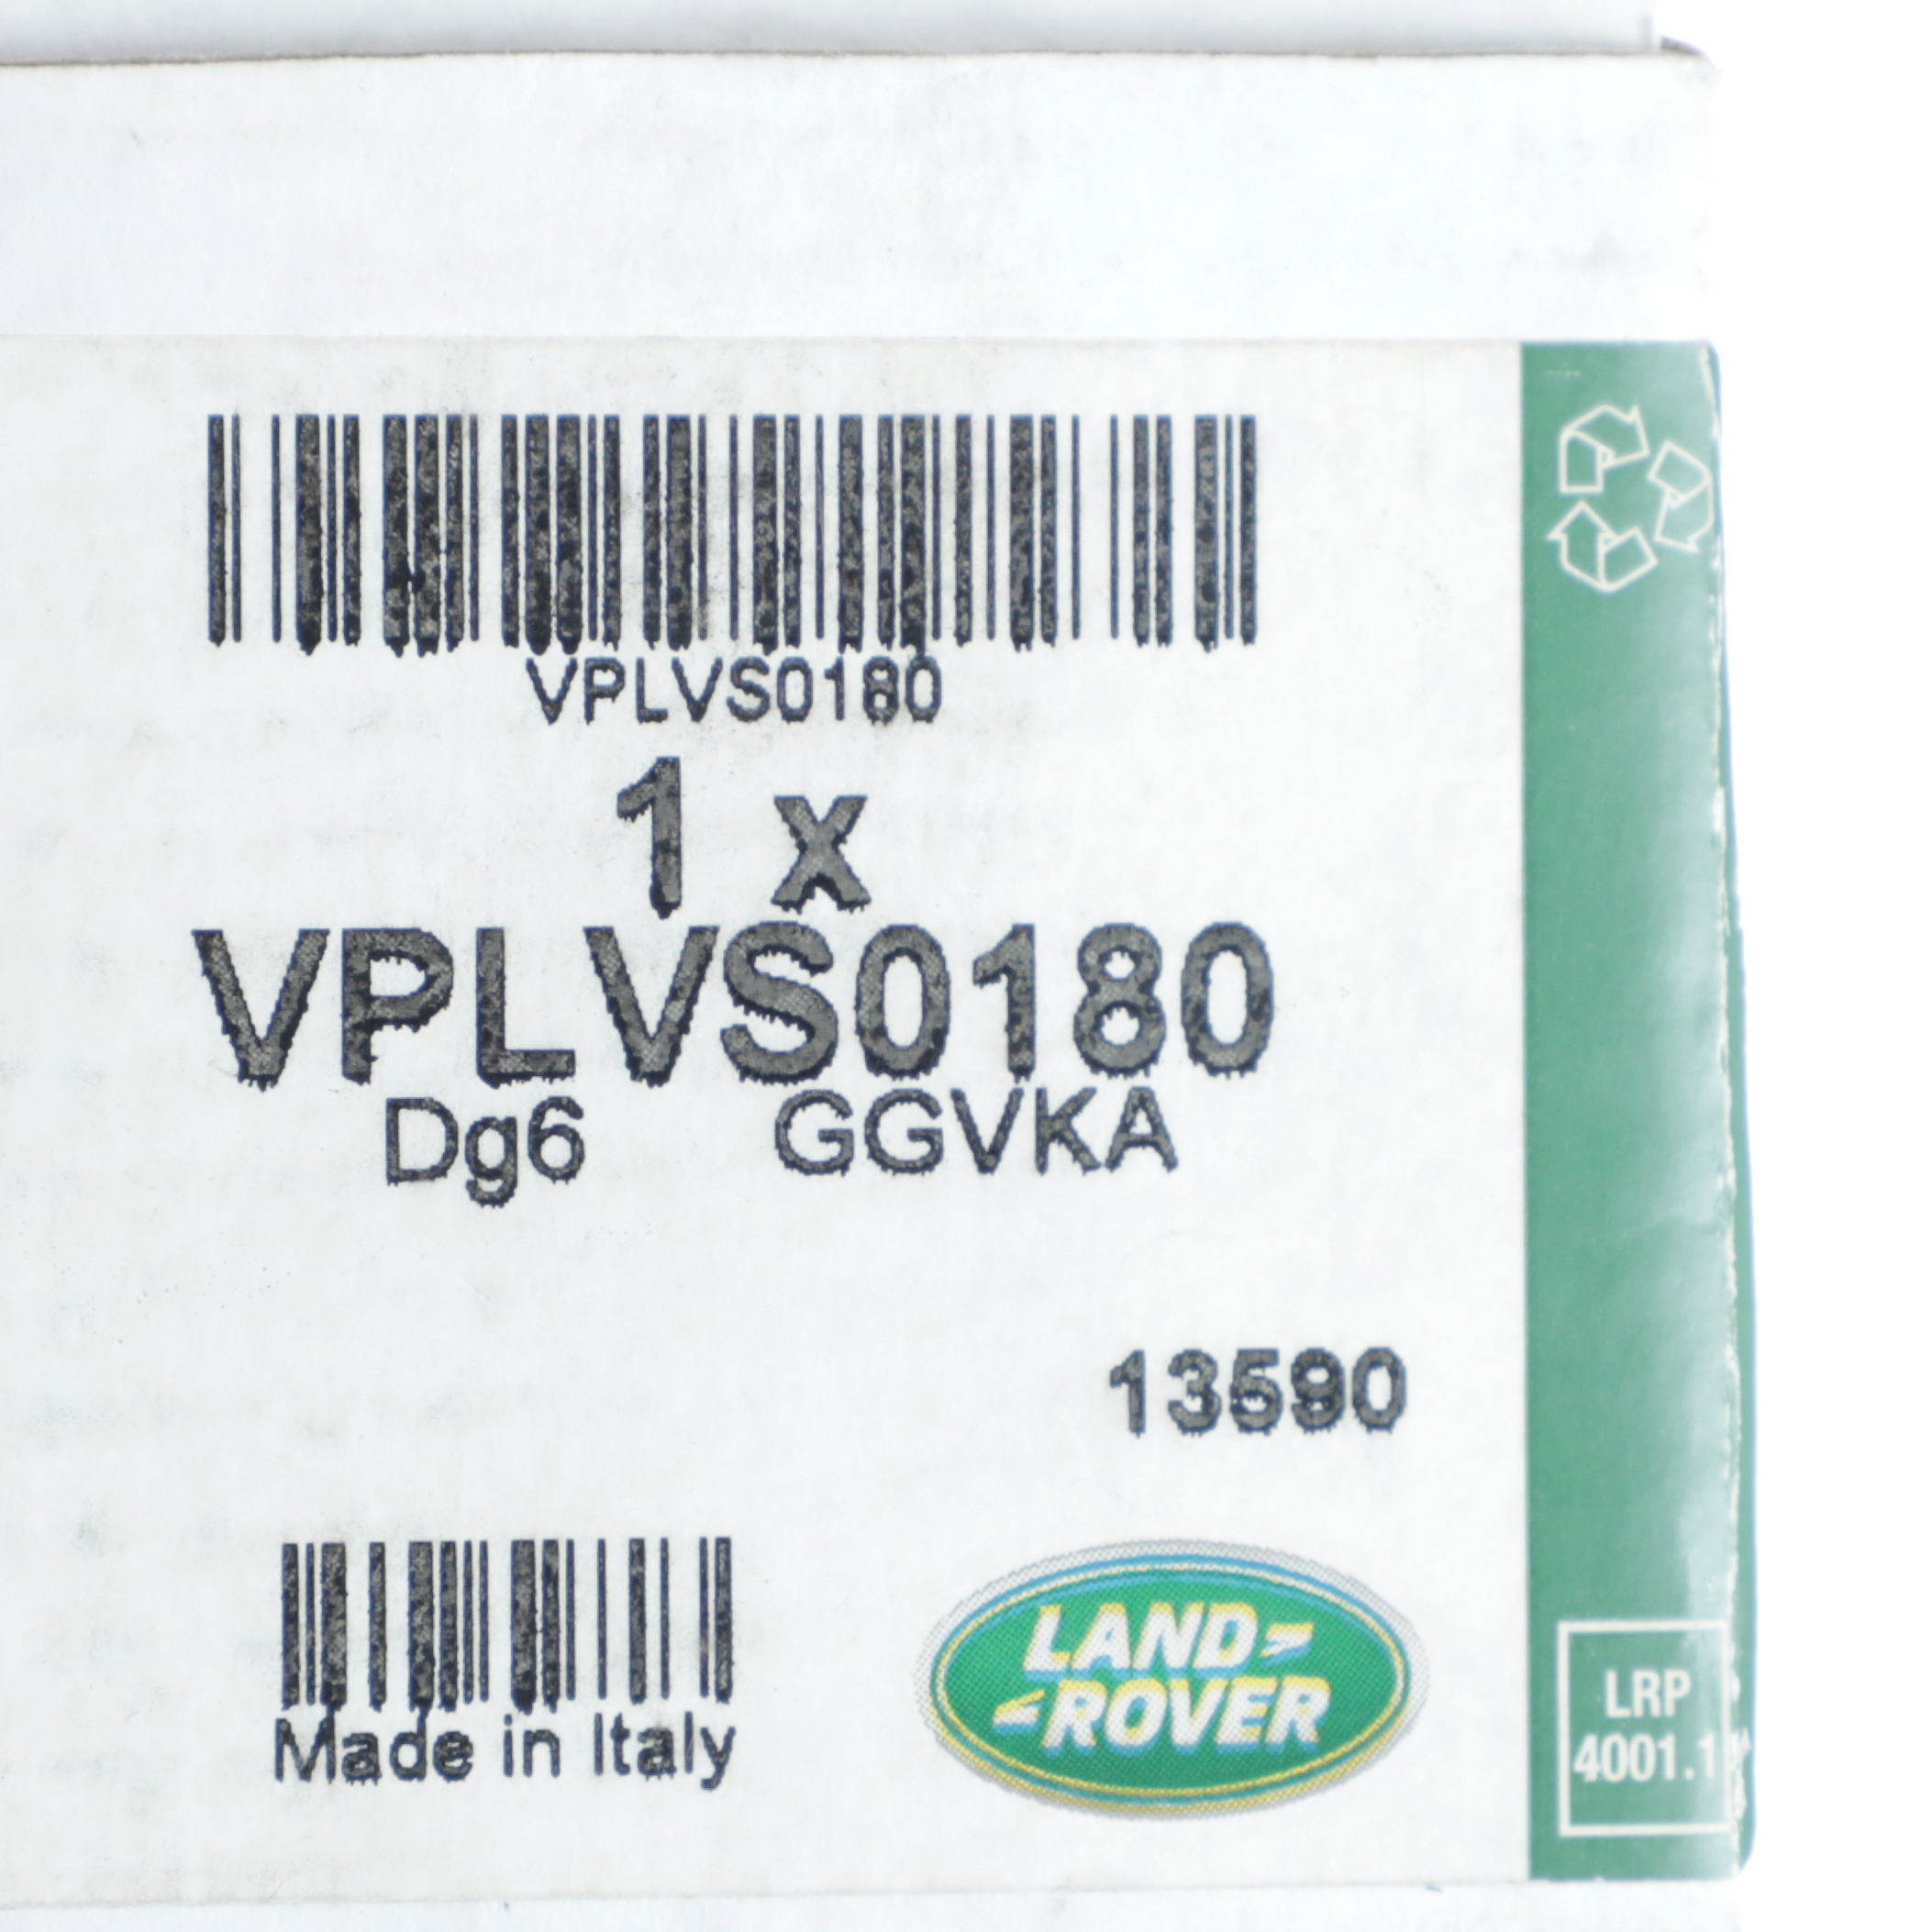 VPLVS0180
1 x
VPLVS0180
Dg6 GGVKA
13590
Made in Italy
LAND
ROVER
LRP
4001.1